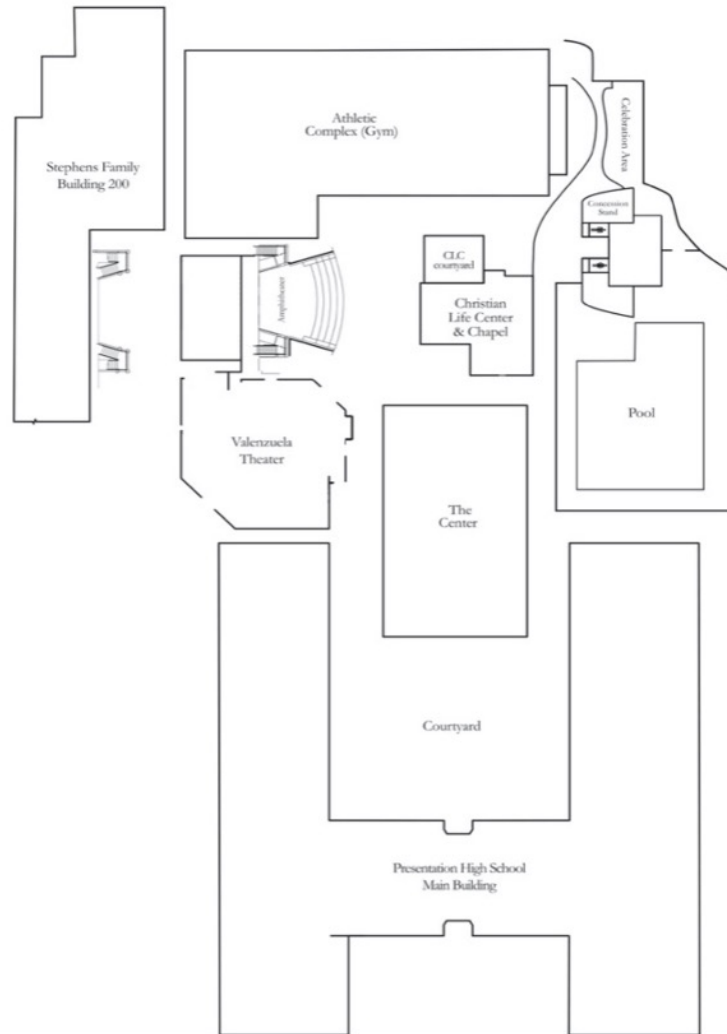 Athletic
Complex (Gym)
Celebration Area
Stephens Family
Building 200
Concession
Stand
CLC
courtyard
Amphitheater
Christian
Life Center
& Chapel
Pool
Valenzuela
Theater
The
Center
Courtyard
Presentation High School
Main Building